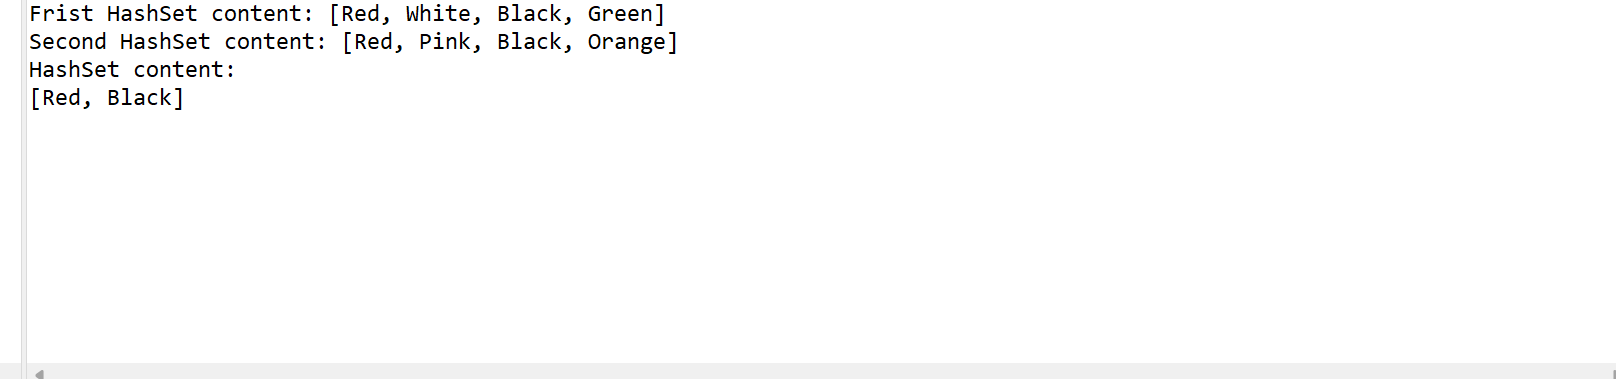 Frist HashSet content: [Red, White, Black, Green]
Second HashSet content: [Red, Pink, Black, Orange]
HashSet content:
[Red, Black]